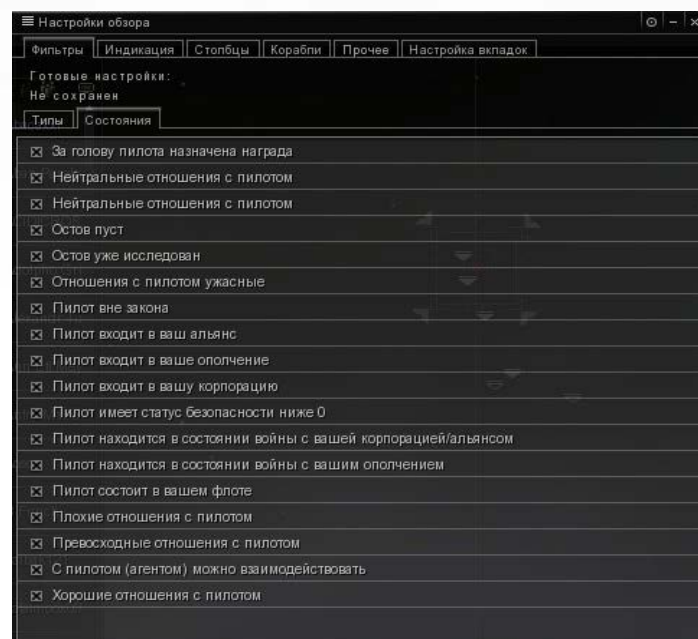 Настройки обзора
Фильтры Индикация Столбцы Корабли Прочее Настройка вкладок
Готовые настройки:
Не сохранен
Типы Состояния
За голову пилота назначена награда
Нейтральные отношения с пилотом
Нейтральные отношения с пилотом
Остов пуст
Остов уже исследован
Отношения с пилотом ужасные
Пилот вне закона
Пилот входит в ваш альянс
Пилот входит в ваше ополчение
Пилот входит в вашу корпорацию
Пилот имеет статус безопасности ниже 0
Пилот находится в состоянии войны с вашей корпорацией/альянсом
Пилот находится в состоянии войны с вашим ополчением
Пилот состоит в вашем флоте
Плохие отношения с пилотом
Превосходные отношения с пилотом
С пилотом (агентом) можно взаимодействовать
Хорошие отношения с пилотом